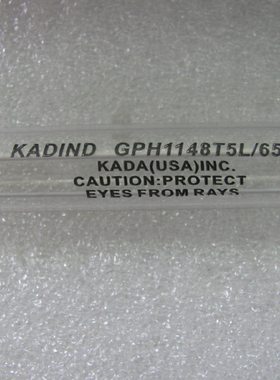 KADIND GPH1148T5L/65
KADA(USA)INC.
CAUTION:PROTECT
EYES FROM RAYS